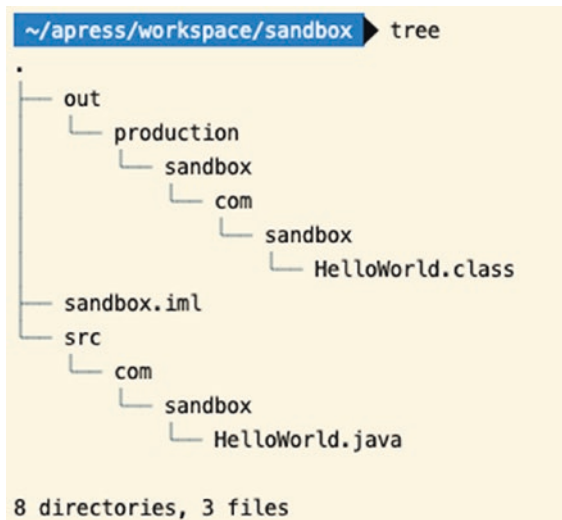 ~/apress/workspace/sandbox tree
.
├── out
│   └── production
│       └── sandbox
│           └── com
│               └── sandbox
│                   └── HelloWorld.class
├── sandbox.iml
└── src
    └── com
        └── sandbox
            └── HelloWorld.java
8 directories, 3 files